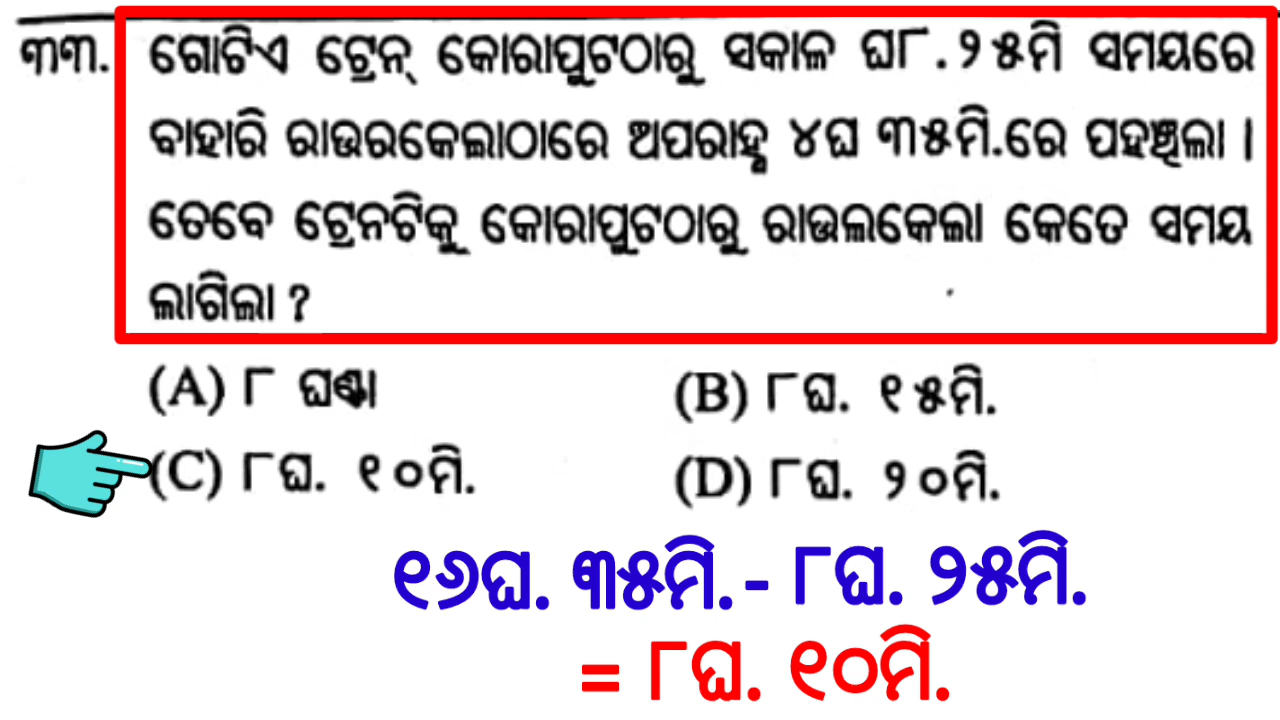 ୩୩. ଗୋଟିଏ ଟ୍ରେନ୍ କୋରାପୁଟଠାରୁ ସକାଳ ଘ୮.୨୫ମି ସମୟରେ
ବାହାରି ରାଉରକେଲାଠାରେ ଅପରାହ୍ଣ ୪ଘ ୩୫ମି.ରେ ପହଞ୍ଚିଲା ।
ତେବେ ଟ୍ରେନଟିକୁ କୋରାପୁଟଠାରୁ ରାଉଲକେଲା କେତେ ସମୟ
ଲାଗିଲା ?
(A) ୮ ଘଣ୍ଟା (B) ୮ଘ. ୧୫ମି.
(C) ୮ଘ. ୧୦ମି. (D) ୮ଘ. ୨୦ମି.
୧୬ଘ. ୩୫ମି.- ୮ଘ. ୨୫ମି.
= ୮ଘ. ୧୦ମି.